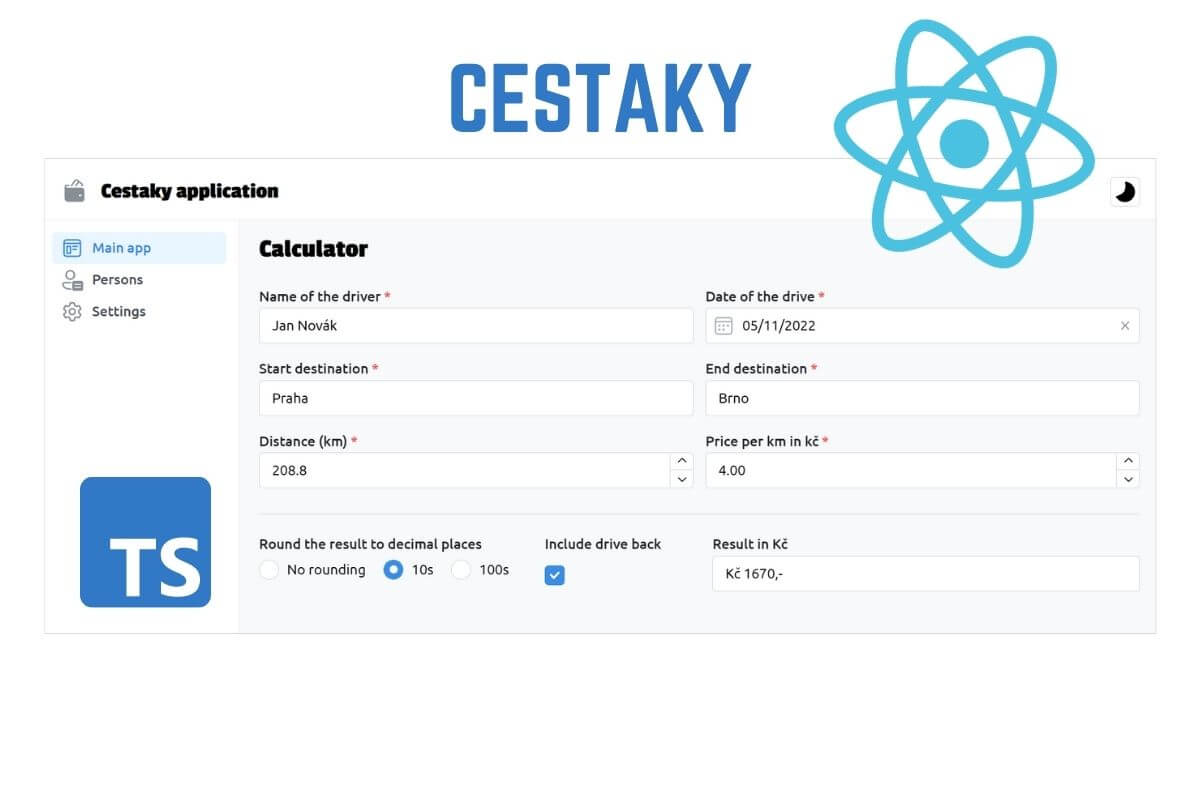 CESTAKY
Cestaky application
Main app
Persons
Settings
Calculator
Name of the driver * Date of the drive *
Jan Novák 05/11/2022
Start destination * End destination *
Praha Brno
Distance (km) * Price per km in kč *
208.8 4.00
Round the result to decimal places Include drive back Result in Kč
No rounding 10s 100s Kč 1670,-
TS